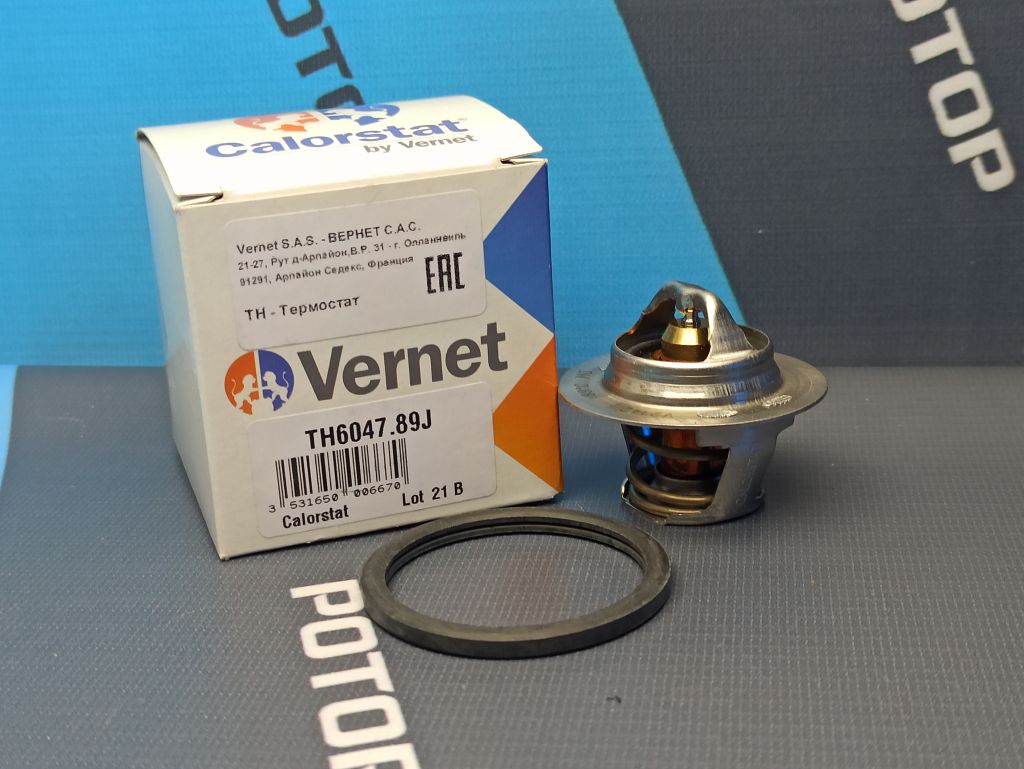 РОТОР
РОТОР
Calorstat®
by Vernet
Vernet S.A.S. - ВЕРНЕТ С.А.С.
21-27, Рут д-Арпайон,B.P. 31 - г. Олланвиль
91291, Арпайон Седекс, Франция
EAC
TH - Термостат
Vernet
TH6047.89J
3 531650 006670
Calorstat Lot 21 B
РОТОР